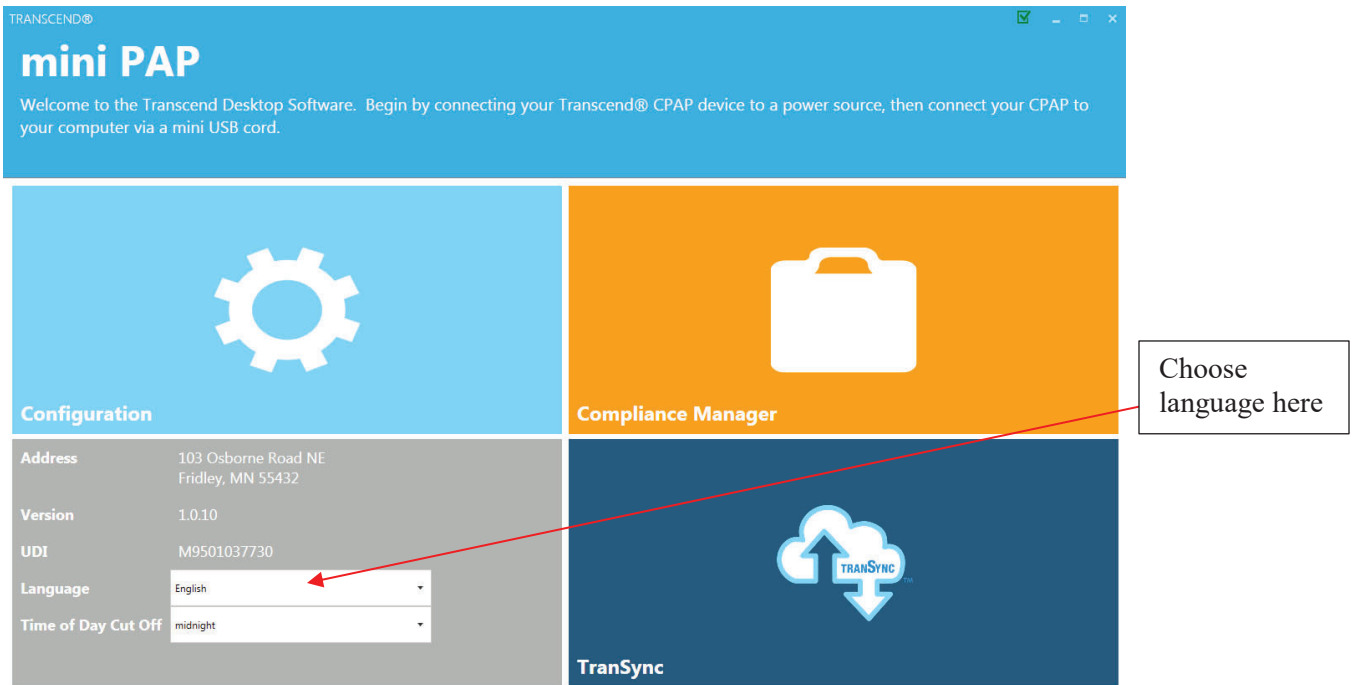 TRANSCEND®
mini PAP
Welcome to the Transcend Desktop Software. Begin by connecting your Transcend® CPAP device to a power source, then connect your CPAP to
your computer via a mini USB cord.
Configuration
Compliance Manager
Choose
language here
Address 103 Osborne Road NE
Fridley, MN 55432
Version 1.0.10
UDI M9501037730
Language English
Time of Day Cut Off midnight
TRANSYNC™
TranSync